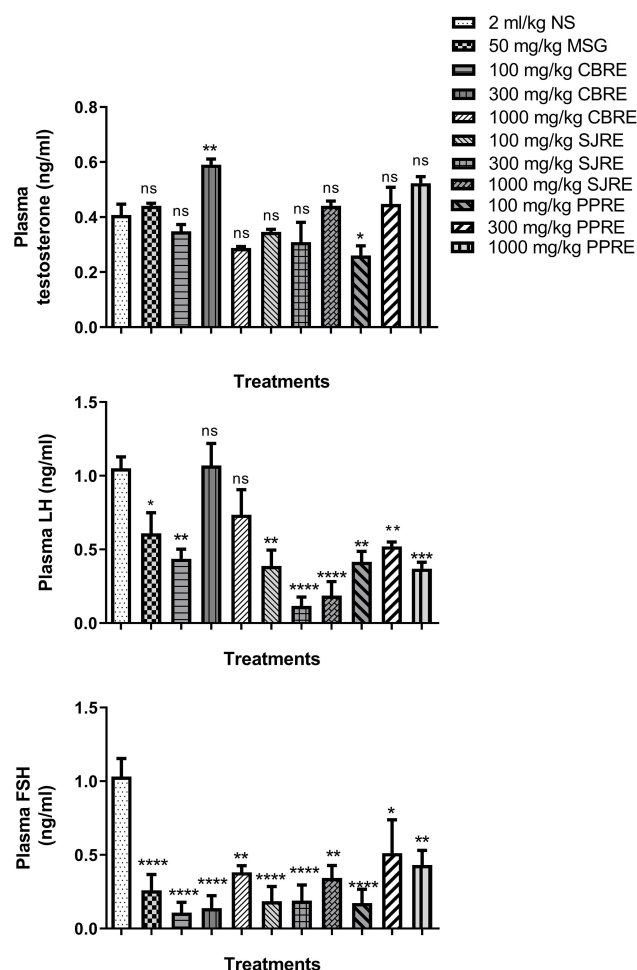 2 ml/kg NS
50 mg/kg MSG
100 mg/kg CBRE
300 mg/kg CBRE
1000 mg/kg CBRE
100 mg/kg SJRE
300 mg/kg SJRE
1000 mg/kg SJRE
100 mg/kg PPRE
300 mg/kg PPRE
1000 mg/kg PPRE
Plasma
testosterone (ng/ml)
0.8
0.6
0.4
0.2
0.0
ns
ns
**
ns
ns
ns
ns
*
ns
ns
Treatments
Plasma LH (ng/ml)
1.5
1.0
0.5
0.0
*
**
ns
ns
**
****
****
**
**
***
Treatments
Plasma FSH
(ng/ml)
1.5
1.0
0.5
0.0
****
****
****
**
****
****
**
****
*
**
Treatments